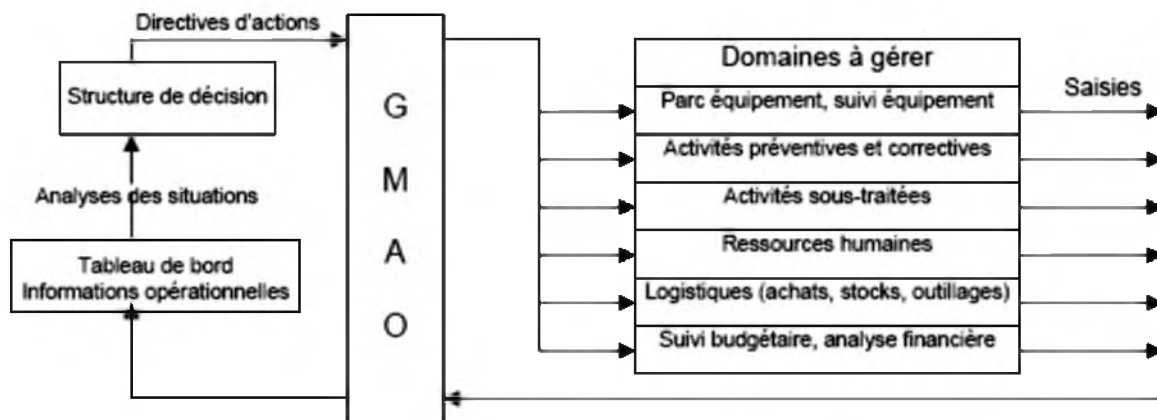 Directives d'actions
Structure de décision
Analyses des situations
Tableau de bord
Informations opérationnelles
G
M
A
O
Domaines à gérer
Parc équipement, suivi équipement
Activités préventives et correctives
Activités sous-traitées
Ressources humaines
Logistiques (achats, stocks, outillages)
Suivi budgétaire, analyse financière
Saisies